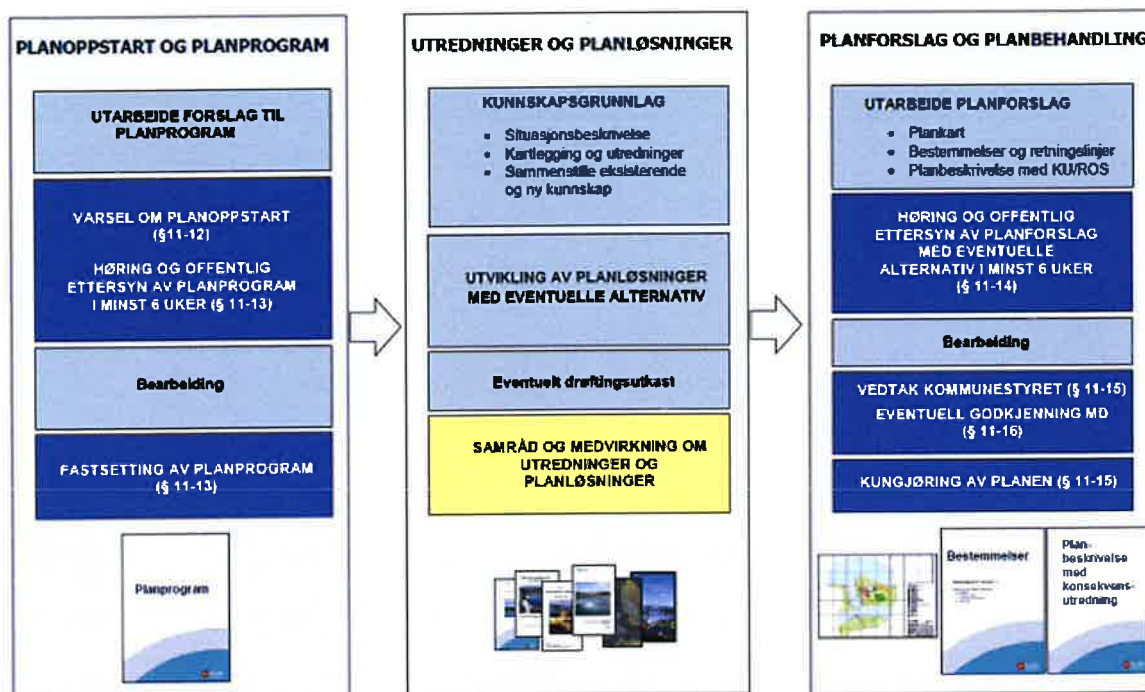 PLANOPPSTART OG PLANPROGRAM
UTARBEIDE FORSLAG TIL
PLANPROGRAM
VARSEL OM PLANOPPSTART
(§11-12)
HØRING OG OFFENTLIG
ETTERSYN AV PLANPROGRAM
I MINST 6 UKER (§ 11-13)
Bearbeiding
FASTSETTING AV PLANPROGRAM
(§ 11-13)
Planprogram
UTREDNINGER OG PLANLØSNINGER
KUNNSKAPSGRUNNLAG
• Situasjonsbeskrivelse
• Kartlegging og utredninger
• Sammenstille eksisterende
og ny kunnskap
UTVIKLING AV PLANLØSNINGER
MED EVENTUELLE ALTERNATIV
Eventuelt drøftingsutkast
SAMRÅD OG MEDVIRKNING OM
UTREDNINGER OG
PLANLØSNINGER
PLANFORSLAG OG PLANBEHANDLING
UTARBEIDE PLANFORSLAG
• Plankart
• Bestemmelser og retningslinjer
• Planbeskrivelse med KU/ROS
HØRING OG OFFENTLIG
ETTERSYN AV PLANFORSLAG
MED EVENTUELLE
ALTERNATIV I MINST 6 UKER
(§ 11-14)
Bearbeiding
VEDTAK KOMMUNESTYRET (§ 11-15)
EVENTUELL GODKJENNING MD
(§ 11-16)
KUNGJØRING AV PLANEN (§ 11-15)
Bestemmelser
Plan-
beskrivelse
med
konsekvens-
utredning